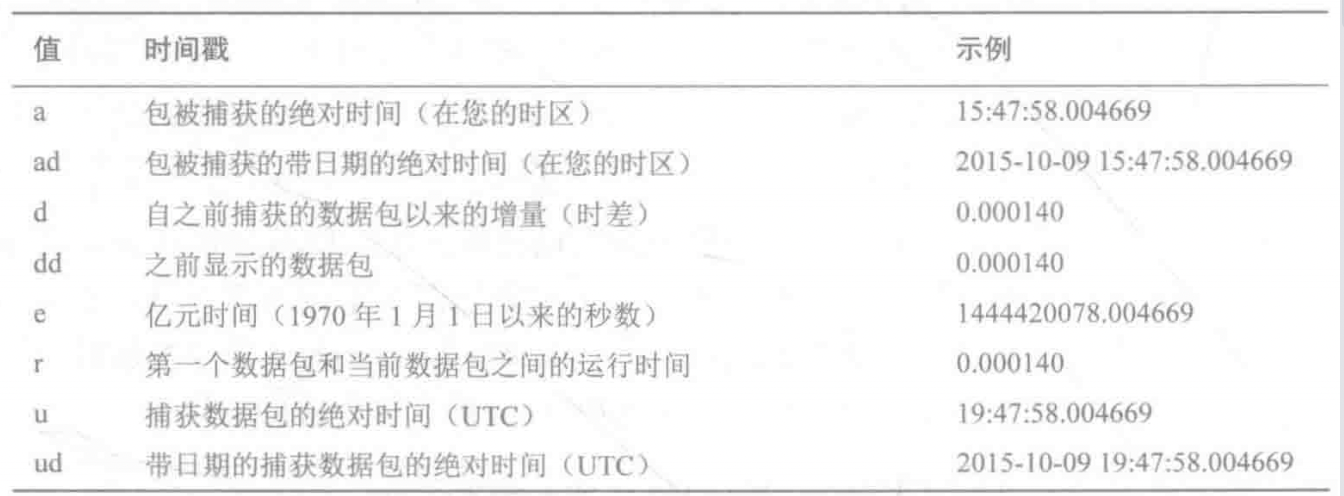 值 时间戳 示例
a 包被捕获的绝对时间（在您的时区） 15:47:58.004669
ad 包被捕获的带日期的绝对时间（在您的时区） 2015-10-09 15:47:58.004669
d 自之前捕获的数据包以来的增量（时差） 0.000140
dd 之前显示的数据包 0.000140
e 亿元时间（1970 年 1 月 1 日以来的秒数） 1444420078.004669
r 第一个数据包和当前数据包之间的运行时间 0.000140
u 捕获数据包的绝对时间（UTC） 19:47:58.004669
ud 带日期的捕获数据包的绝对时间（UTC） 2015-10-09 19:47:58.004669